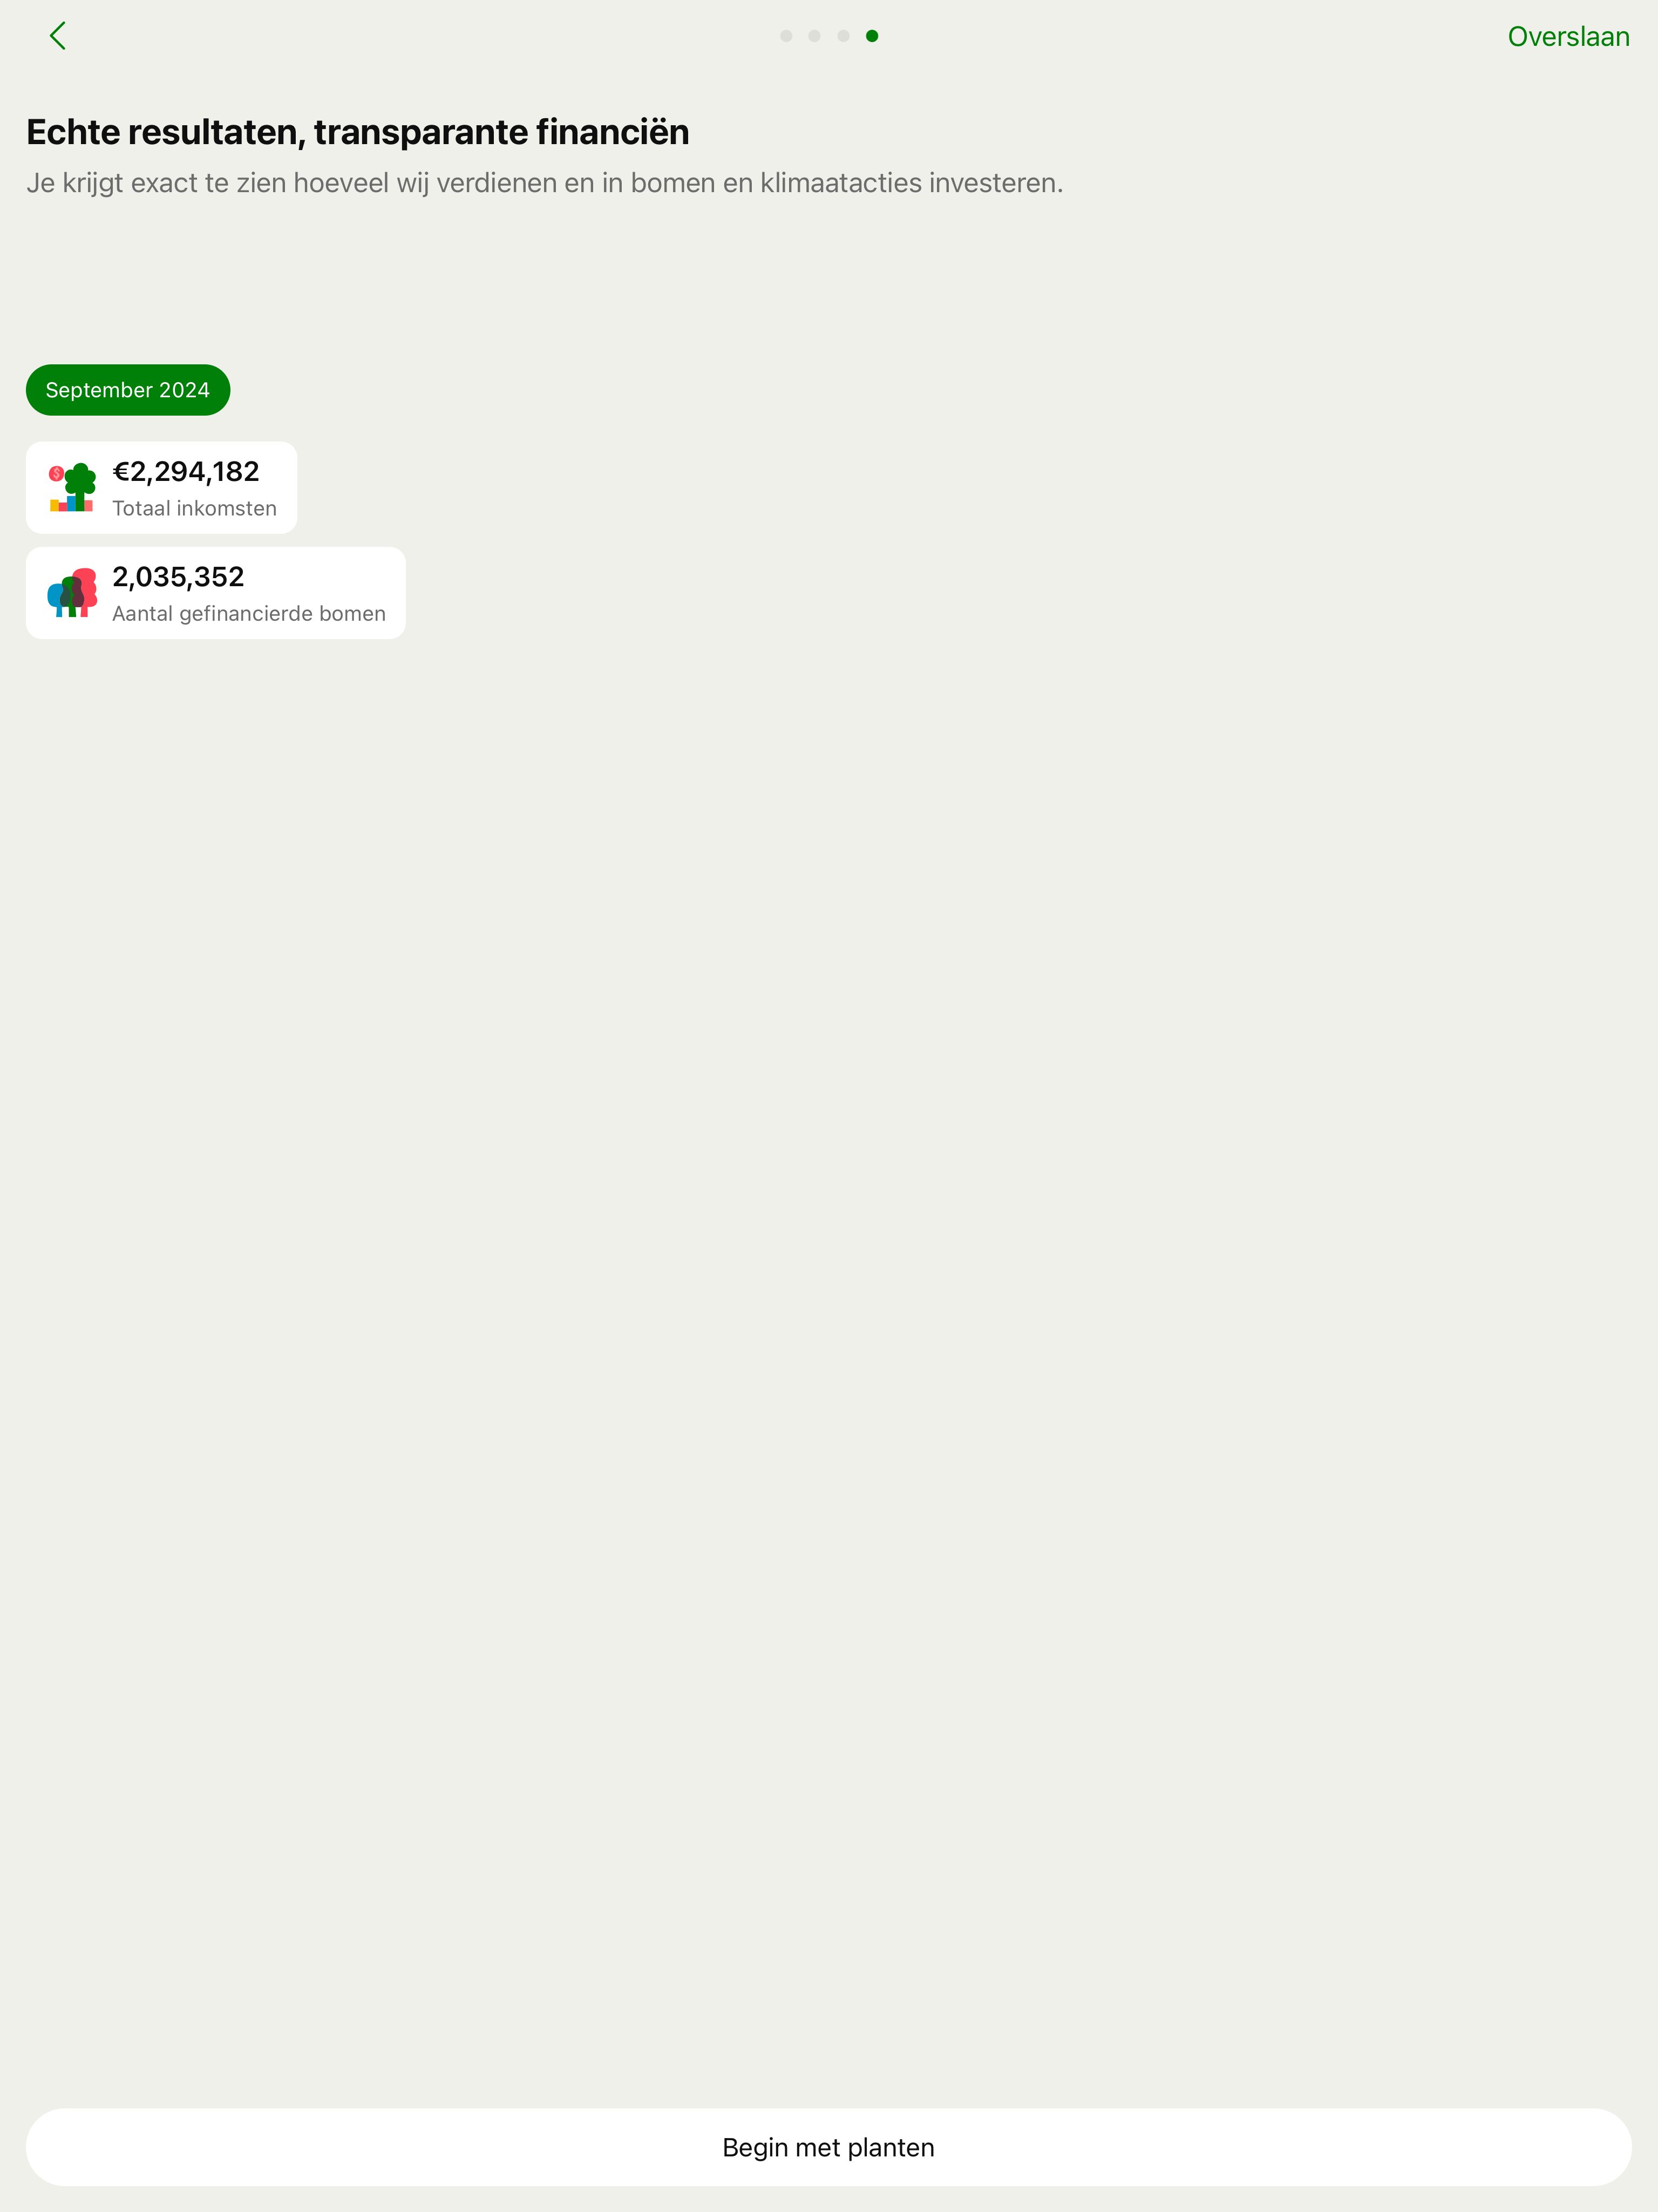 Overslaan
Echte resultaten, transparante financiën
Je krijgt exact te zien hoeveel wij verdienen en in bomen en klimaatacties investeren.
September 2024
€2,294,182
Totaal inkomsten
2,035,352
Aantal gefinancierde bomen
Begin met planten